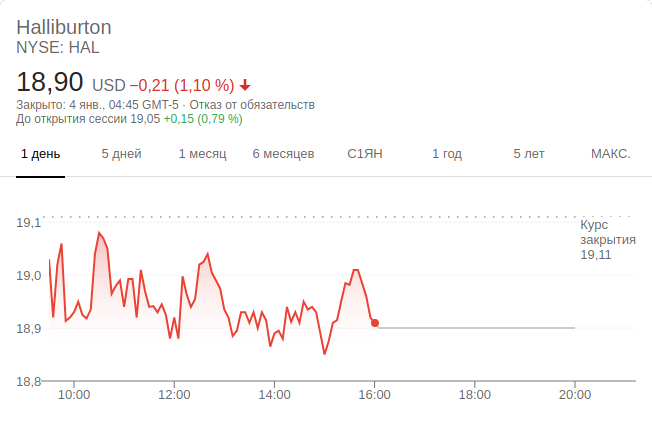 Halliburton
NYSE: HAL
18,90 USD −0,21 (1,10 %)
Закрыто: 4 янв., 04:45 GMT-5 · Отказ от обязательств
До открытия сессии 19,05 +0,15 (0,79 %)
1 день 5 дней 1 месяц 6 месяцев С1ЯН 1 год 5 лет МАКС.
19,1
Курс
закрытия
19,11
19,0
18,9
18,8
10:00 12:00 14:00 16:00 18:00 20:00